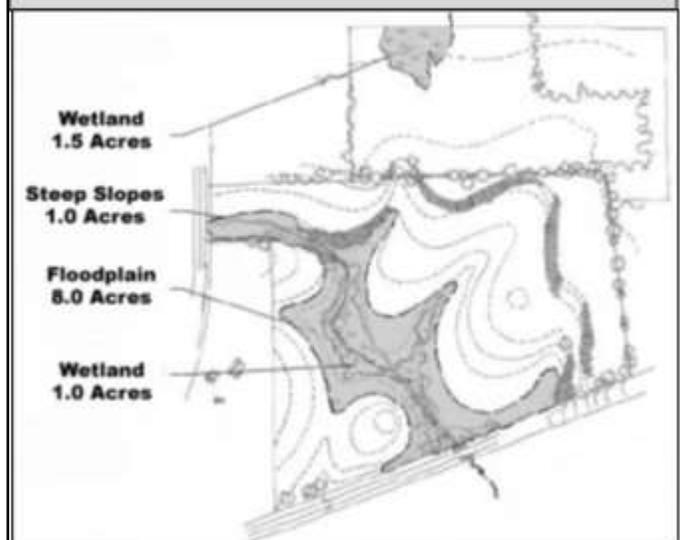 Wetland
1.5 Acres
Steep Slopes
1.0 Acres
Floodplain
8.0 Acres
Wetland
1.0 Acres